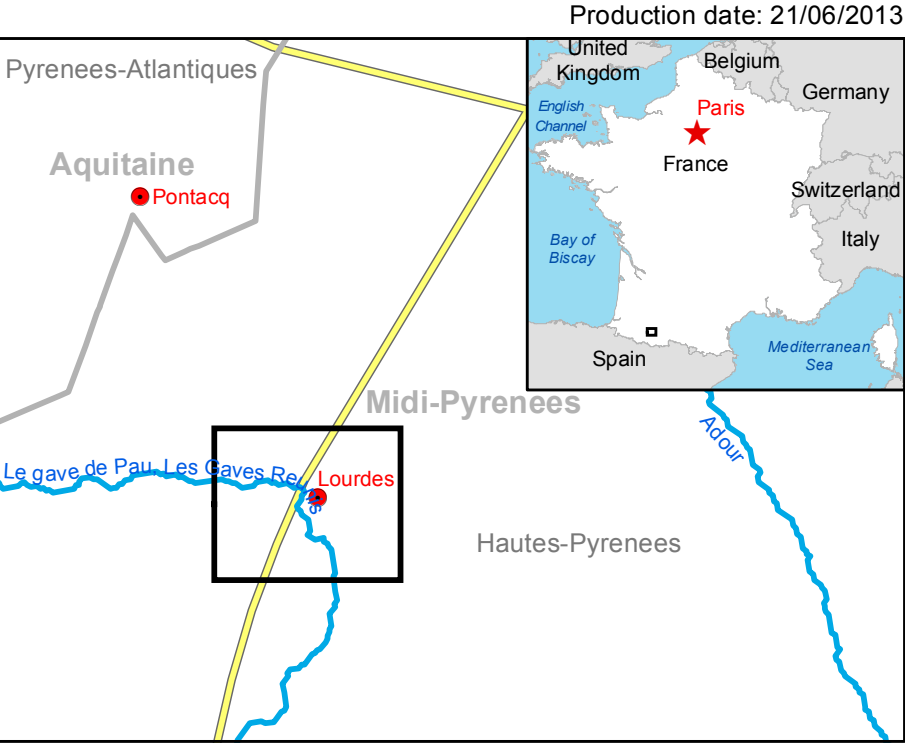 Production date: 21/06/2013
Pyrenees-Atlantiques
Aquitaine
Pontacq
United
Kingdom
Belgium
Germany
English
Channel
Paris
France
Switzerland
Bay of
Biscay
Italy
Spain
Mediterranean
Sea
Midi-Pyrenees
Adour
Le gave de Pau, Les Gaves Reunis
Lourdes
Hautes-Pyrenees